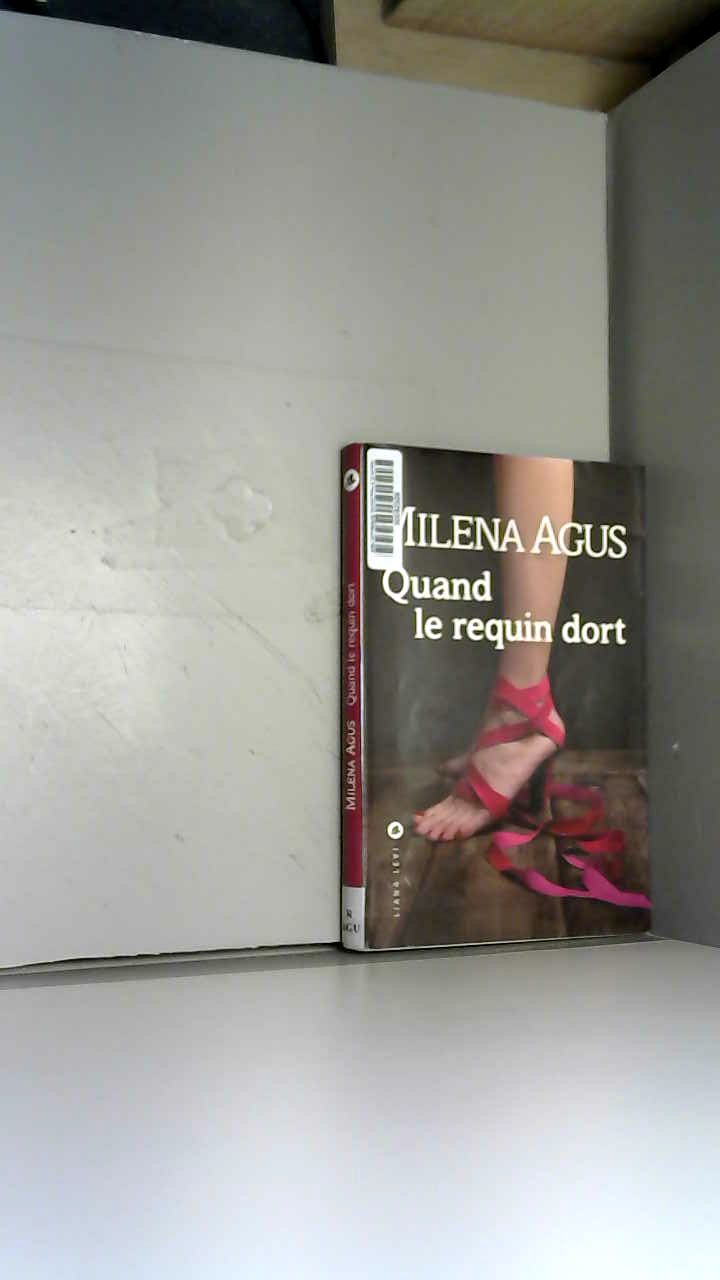 MILENA AGUS
Quand
le requin dort
LIANA LEVI
MILENA AGUS Quand le requin dort
R
AGU